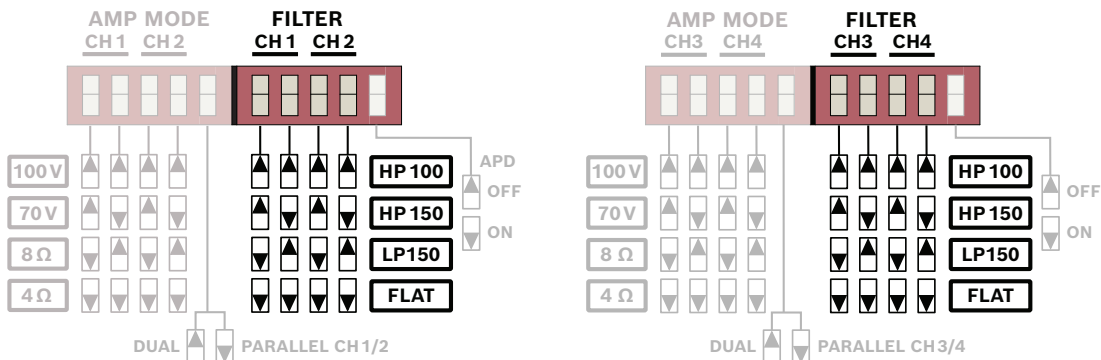 AMP MODE FILTER
CH 1 CH 2 CH 1 CH 2
100 V HP 100 APD
OFF
70 V HP 150
ON
8 Ω LP150
4 Ω FLAT
DUAL PARALLEL CH 1/2
AMP MODE FILTER
CH3 CH4 CH3 CH4
100 V HP 100
OFF
70 V HP 150
ON
8 Ω LP150
4 Ω FLAT
DUAL PARALLEL CH 3/4